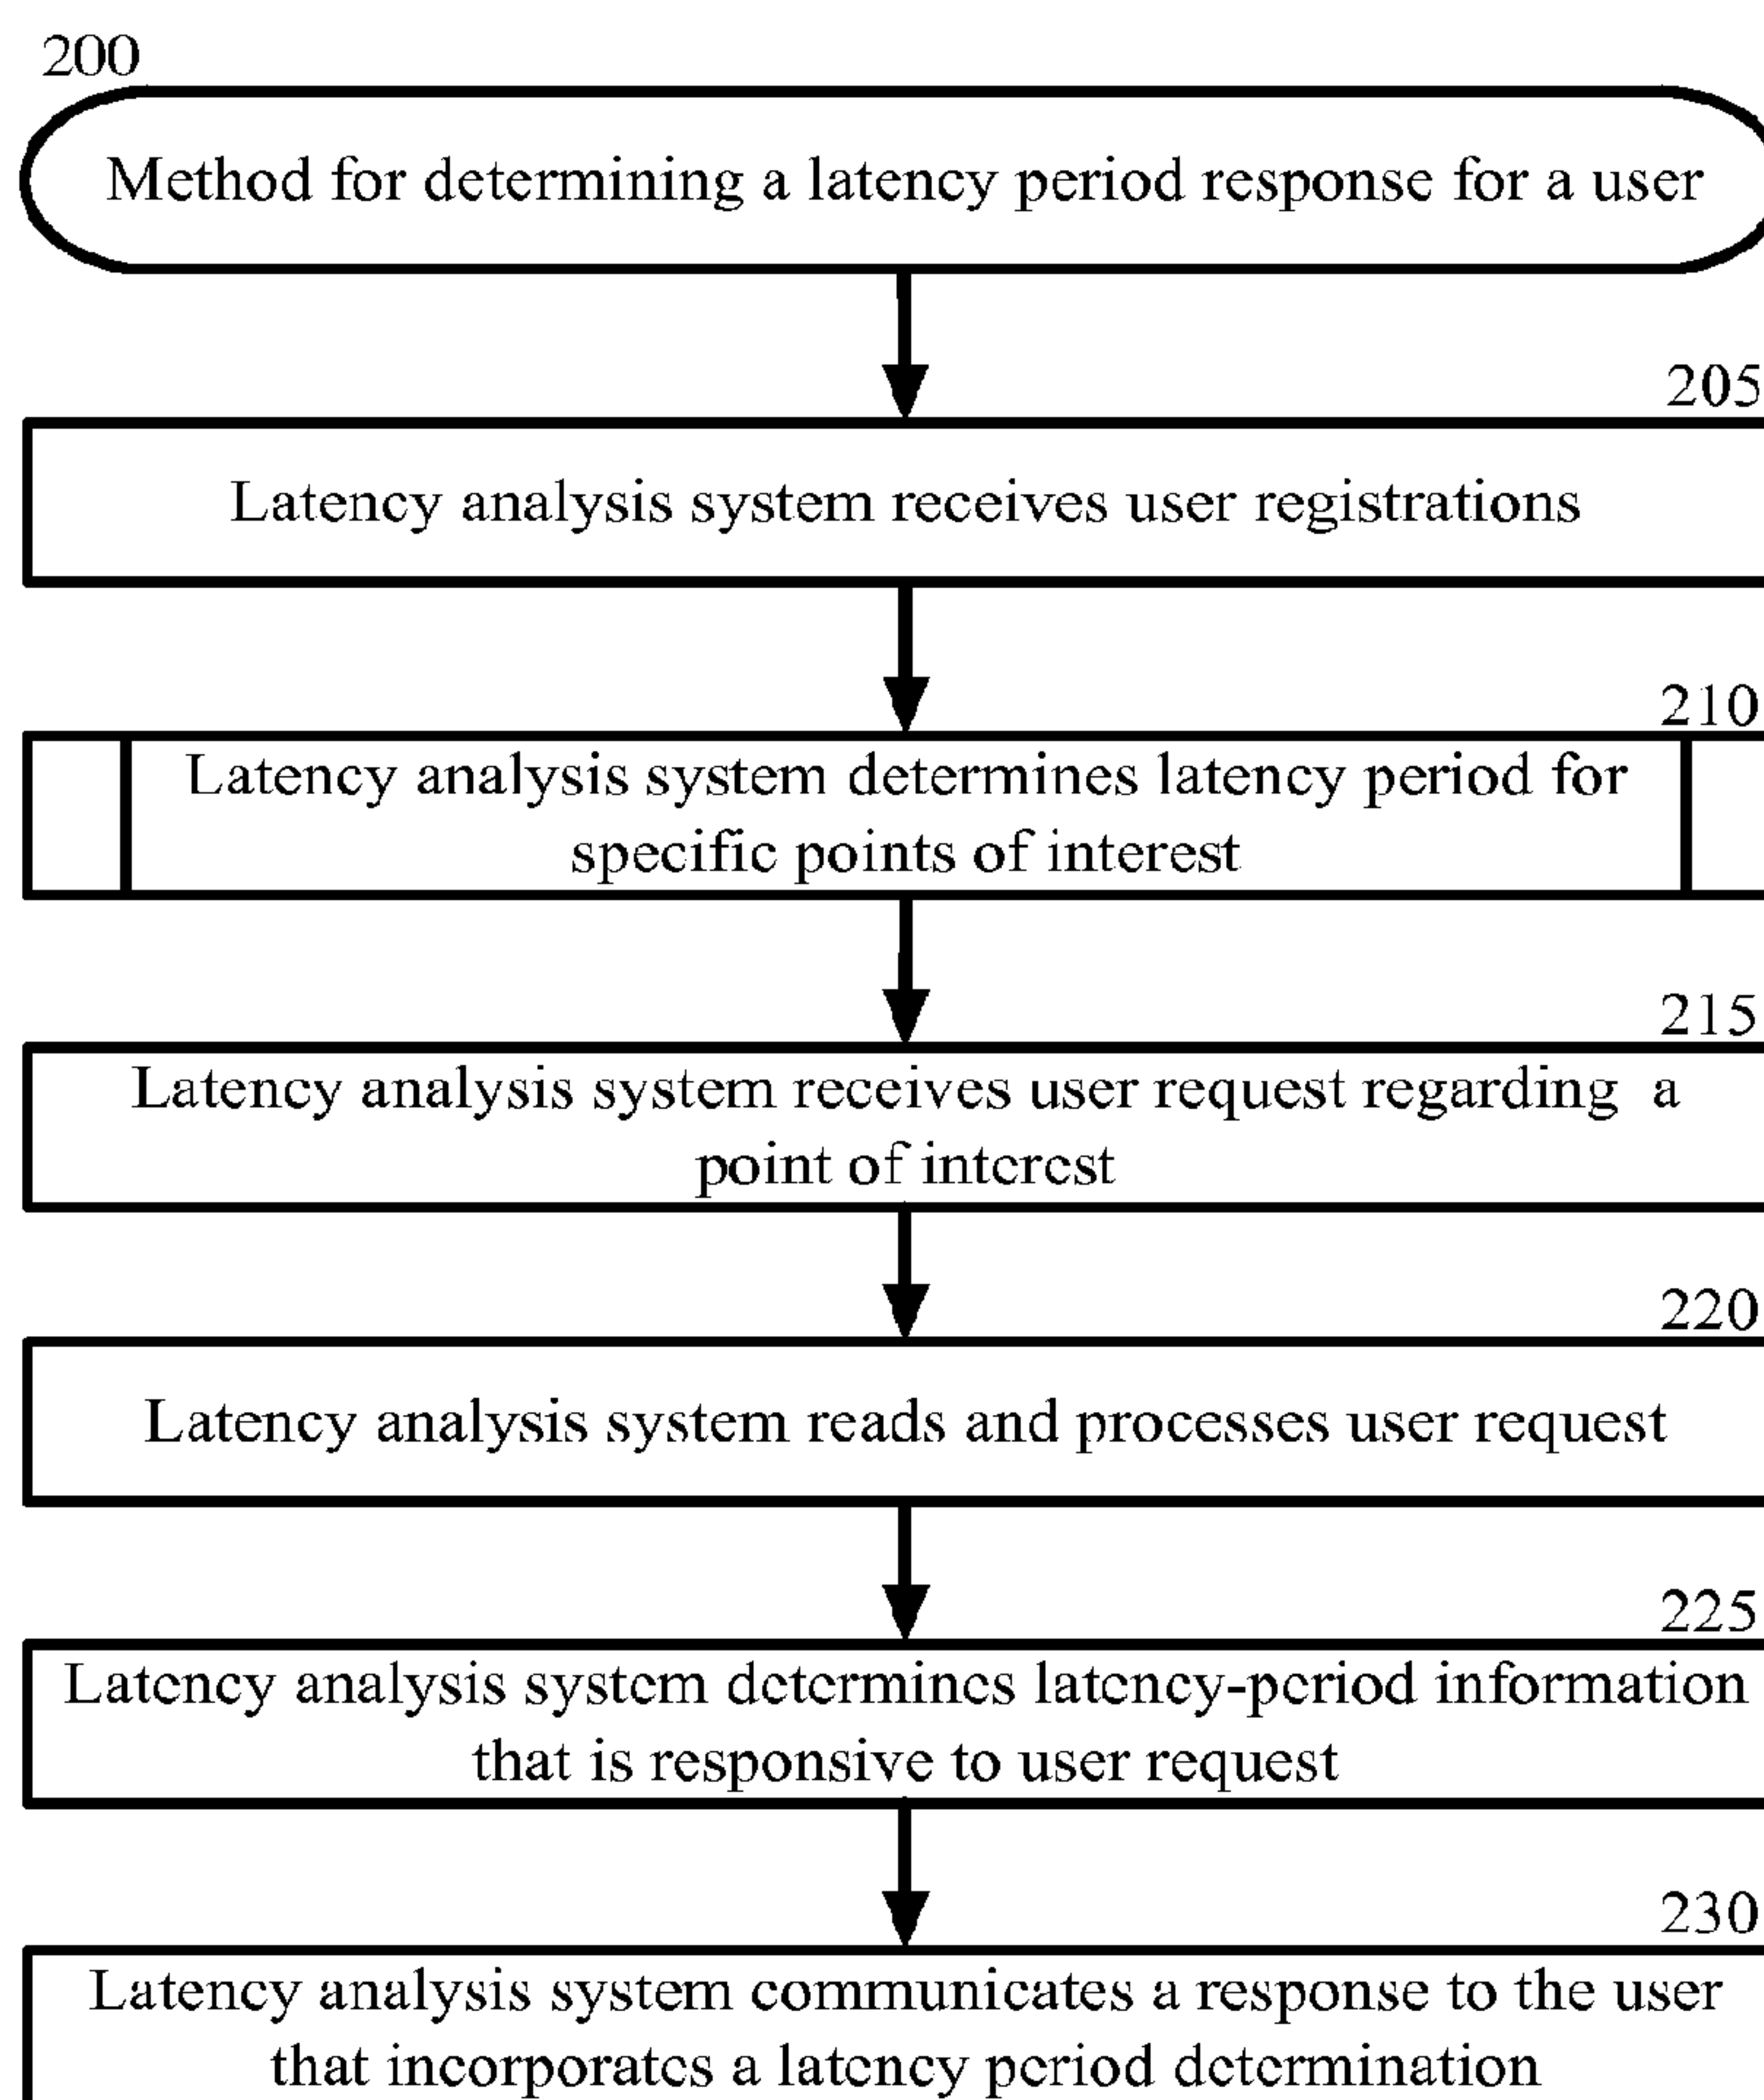 200
Method for determining a latency period response for a user
205
Latency analysis system receives user registrations
210
Latency analysis system determines latency period for
specific points of interest
215
Latency analysis system receives user request regarding a
point of interest
220
Latency analysis system reads and processes user request
225
Latency analysis system determines latency-period information
that is responsive to user request
230
Latency analysis system communicates a response to the user
that incorporates a latency period determination